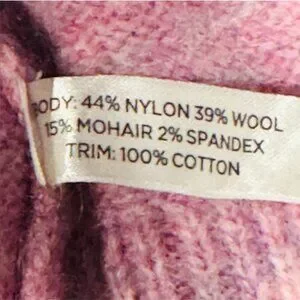 BODY: 44% NYLON 39% WOOL
15% MOHAIR 2% SPANDEX
TRIM: 100% COTTON